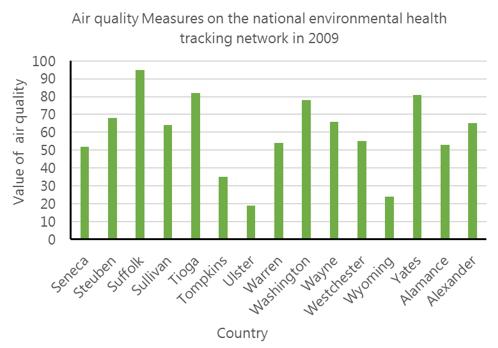 Air quality Measures on the national environmental health
tracking network in 2009
Value of  air quality
100
90
80
70
60
50
40
30
20
10
0
Seneca
Steuben
Suffolk
Sullivan
Tioga
Tompkins
Ulster
Warren
Washington
Wayne
Westchester
Wyoming
Yates
Alamance
Alexander
Country